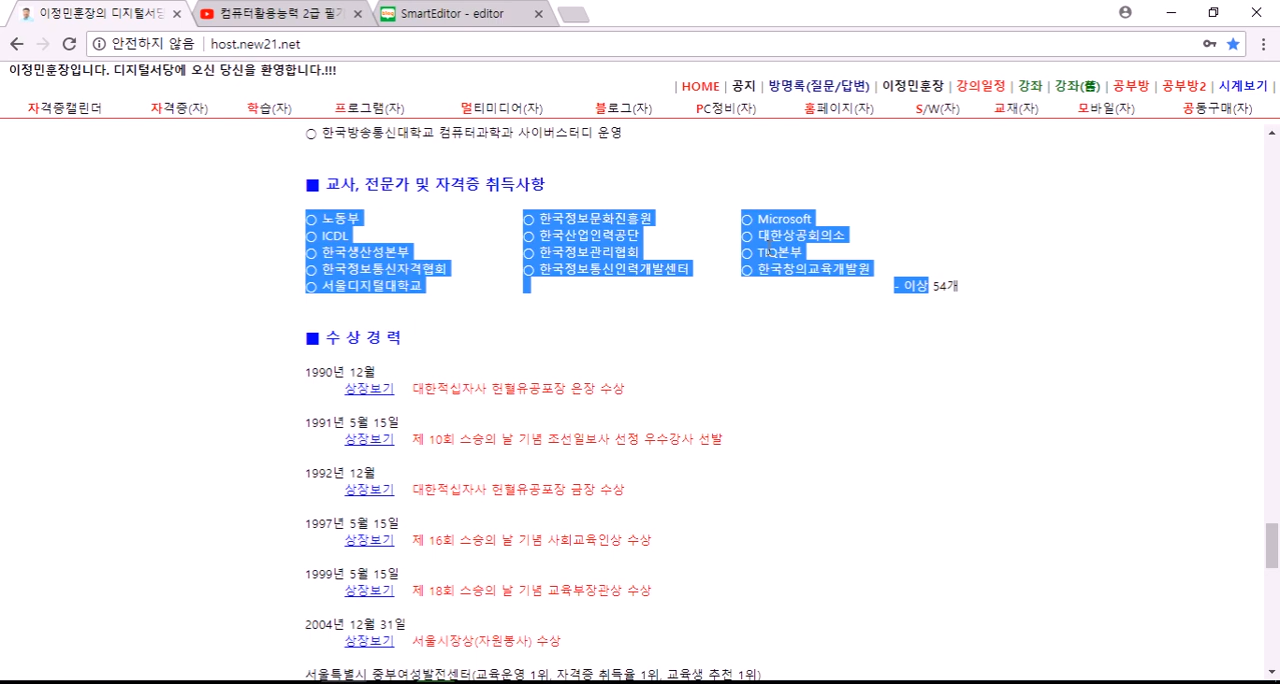 이정민훈장의 디지털서당
컴퓨터활용능력 2급 필기
SmartEditor - editor
안전하지 않음 | host.new21.net
이정민훈장입니다. 디지털서당에 오신 당신을 환영합니다.!!!
| HOME | 공지 | 방명록(질문/답변) | 이정민훈장 | 강의일정 | 강좌 | 강좌(舊) | 공부방 | 공부방2 | 시계보기 |
자격증캘린더 자격증(자) 학습(자) 프로그램(자) 멀티미디어(자) 블로그(자) PC정비(자) 홈페이지(자) S/W(자) 교재(자) 모바일(자) 공동구매(자)
○ 한국방송통신대학교 컴퓨터과학과 사이버스터디 운영
■ 교사, 전문가 및 자격증 취득사항
○ 노동부 ○ 한국정보문화진흥원 ○ Microsoft
○ ICDL ○ 한국산업인력공단 ○ 대한상공회의소
○ 한국생산성본부 ○ 한국정보관리협회 ○ TIQ본부
○ 한국정보통신자격협회 ○ 한국정보통신인력개발센터 ○ 한국창의교육개발원
○ 서울디지털대학교 - 이상 54개
■ 수 상 경 력
1990년 12월
상장보기 대한적십자사 헌혈유공포장 은장 수상
1991년 5월 15일
상장보기 제 10회 스승의 날 기념 조선일보사 선정 우수강사 선발
1992년 12월
상장보기 대한적십자사 헌혈유공포장 금장 수상
1997년 5월 15일
상장보기 제 16회 스승의 날 기념 사회교육인상 수상
1999년 5월 15일
상장보기 제 18회 스승의 날 기념 교육부장관상 수상
2004년 12월 31일
상장보기 서울시장상(자원봉사) 수상
서울특별시 중부여성발전센터(교육운영 1위, 자격증 취득율 1위, 교육생 추천 1위)